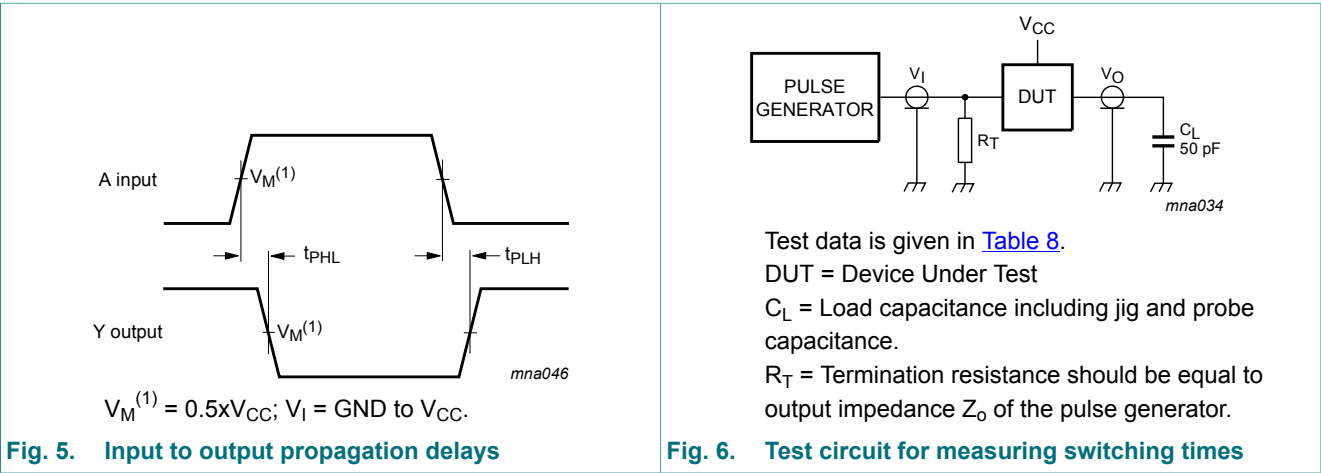 A input
V_M(1)
t_PHL
t_PLH
Y output
V_M(1)
mna046
V_M(1) = 0.5xV_CC; V_I = GND to V_CC.
Fig. 5. Input to output propagation delays
V_CC
PULSE
GENERATOR
V_I
DUT
V_O
R_T
C_L
50 pF
mna034
Test data is given in Table 8.
DUT = Device Under Test
C_L = Load capacitance including jig and probe
capacitance.
R_T = Termination resistance should be equal to
output impedance Z_o of the pulse generator.
Fig. 6. Test circuit for measuring switching times